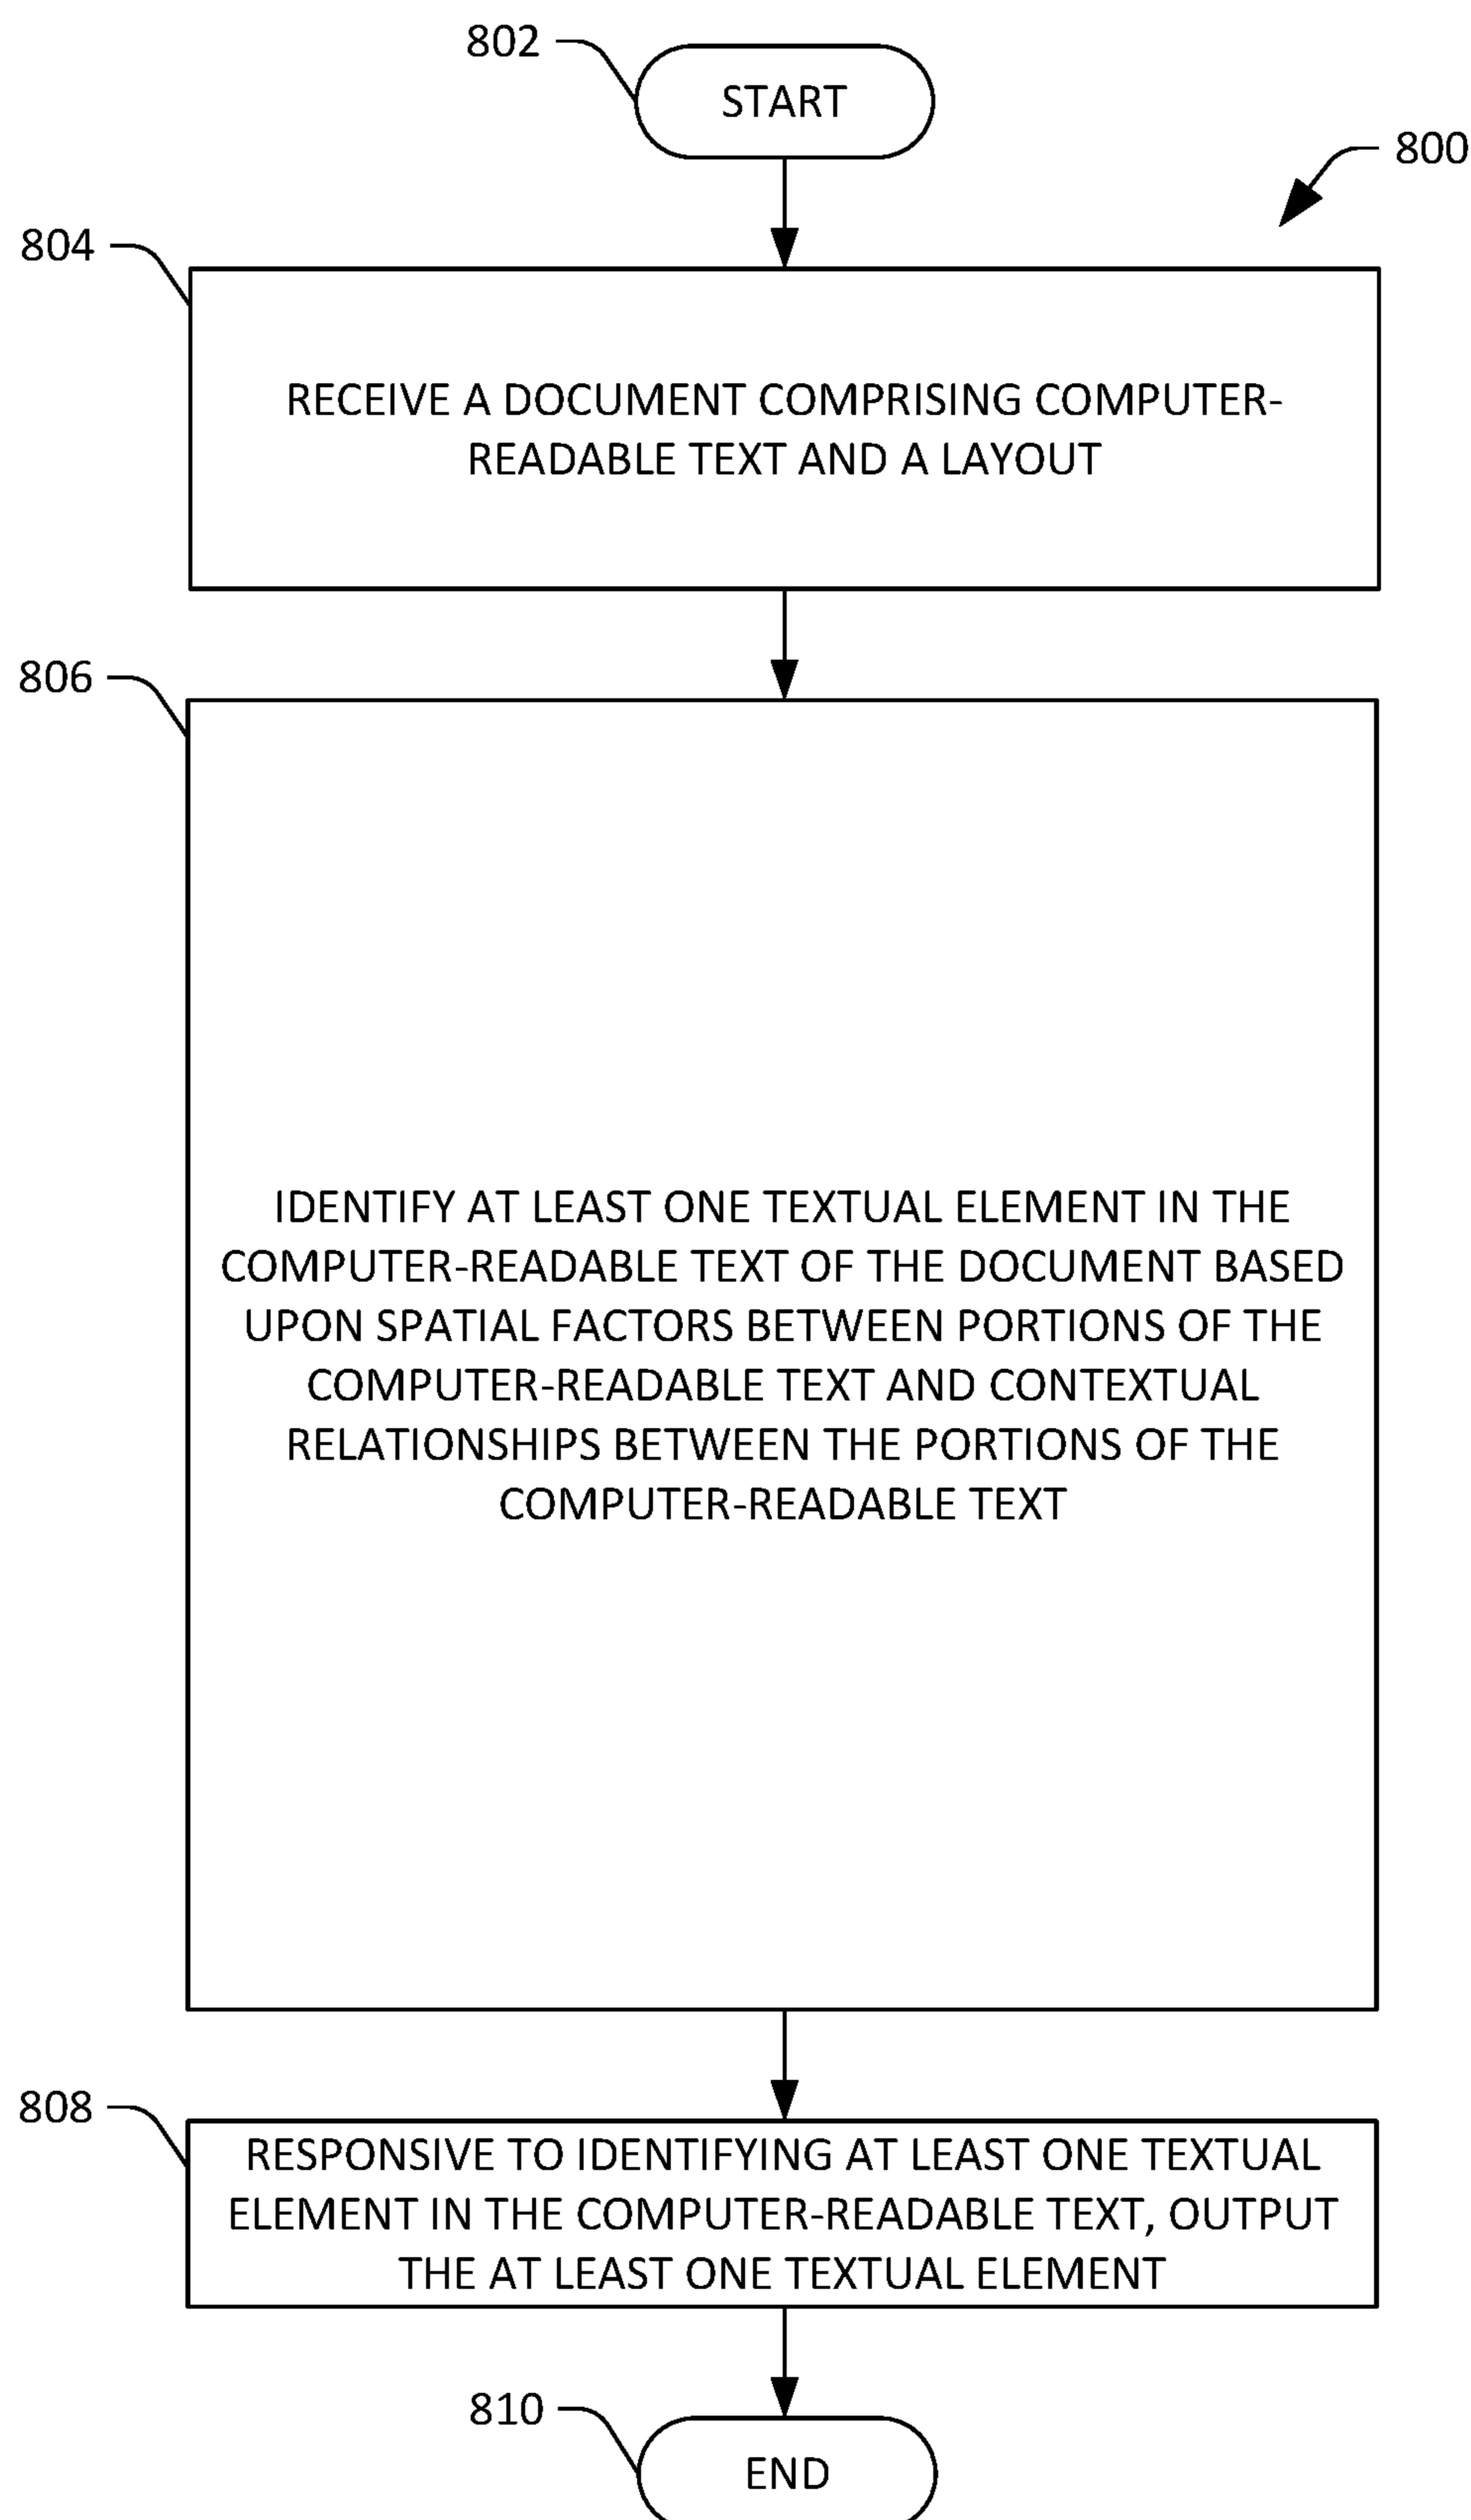 802
START
800
804
RECEIVE A DOCUMENT COMPRISING COMPUTER-
READABLE TEXT AND A LAYOUT
806
IDENTIFY AT LEAST ONE TEXTUAL ELEMENT IN THE
COMPUTER-READABLE TEXT OF THE DOCUMENT BASED
UPON SPATIAL FACTORS BETWEEN PORTIONS OF THE
COMPUTER-READABLE TEXT AND CONTEXTUAL
RELATIONSHIPS BETWEEN THE PORTIONS OF THE
COMPUTER-READABLE TEXT
808
RESPONSIVE TO IDENTIFYING AT LEAST ONE TEXTUAL
ELEMENT IN THE COMPUTER-READABLE TEXT, OUTPUT
THE AT LEAST ONE TEXTUAL ELEMENT
810
END